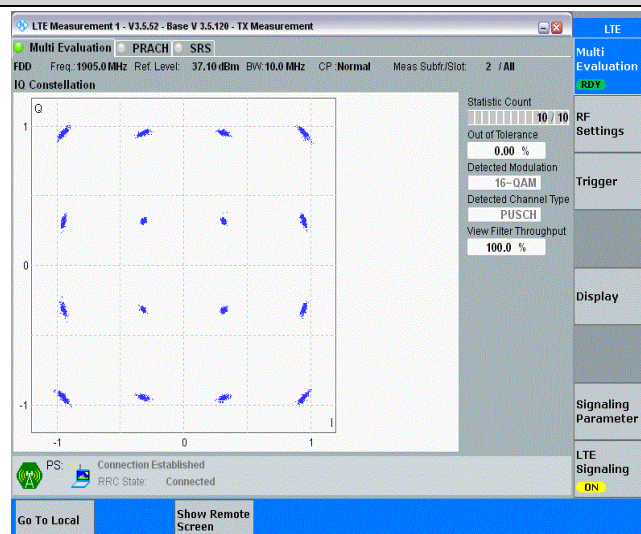 LTE Measurement 1 - V3.5.52 - Base V 3.5.120 - TX Measurement
LTE
Multi Evaluation PRACH SRS
Multi
Evaluation
RDY
FDD Freq.:1905.0 MHz Ref. Level: 37.10 dBm BW:10.0 MHz CP :Normal Meas Subfr./Slot: 2 / All
IQ Constellation
Q
1
0
-1
-1 0 1
I
Statistic Count
10 / 10
Out of Tolerance
0.00 %
Detected Modulation
16-QAM
Detected Channel Type
PUSCH
View Filter Throughput
100.0 %
RF
Settings
Trigger
Display
Signaling
Parameter
LTE
Signaling
ON
PS: Connection Established
RRC State: Connected
Go To Local
Show Remote
Screen